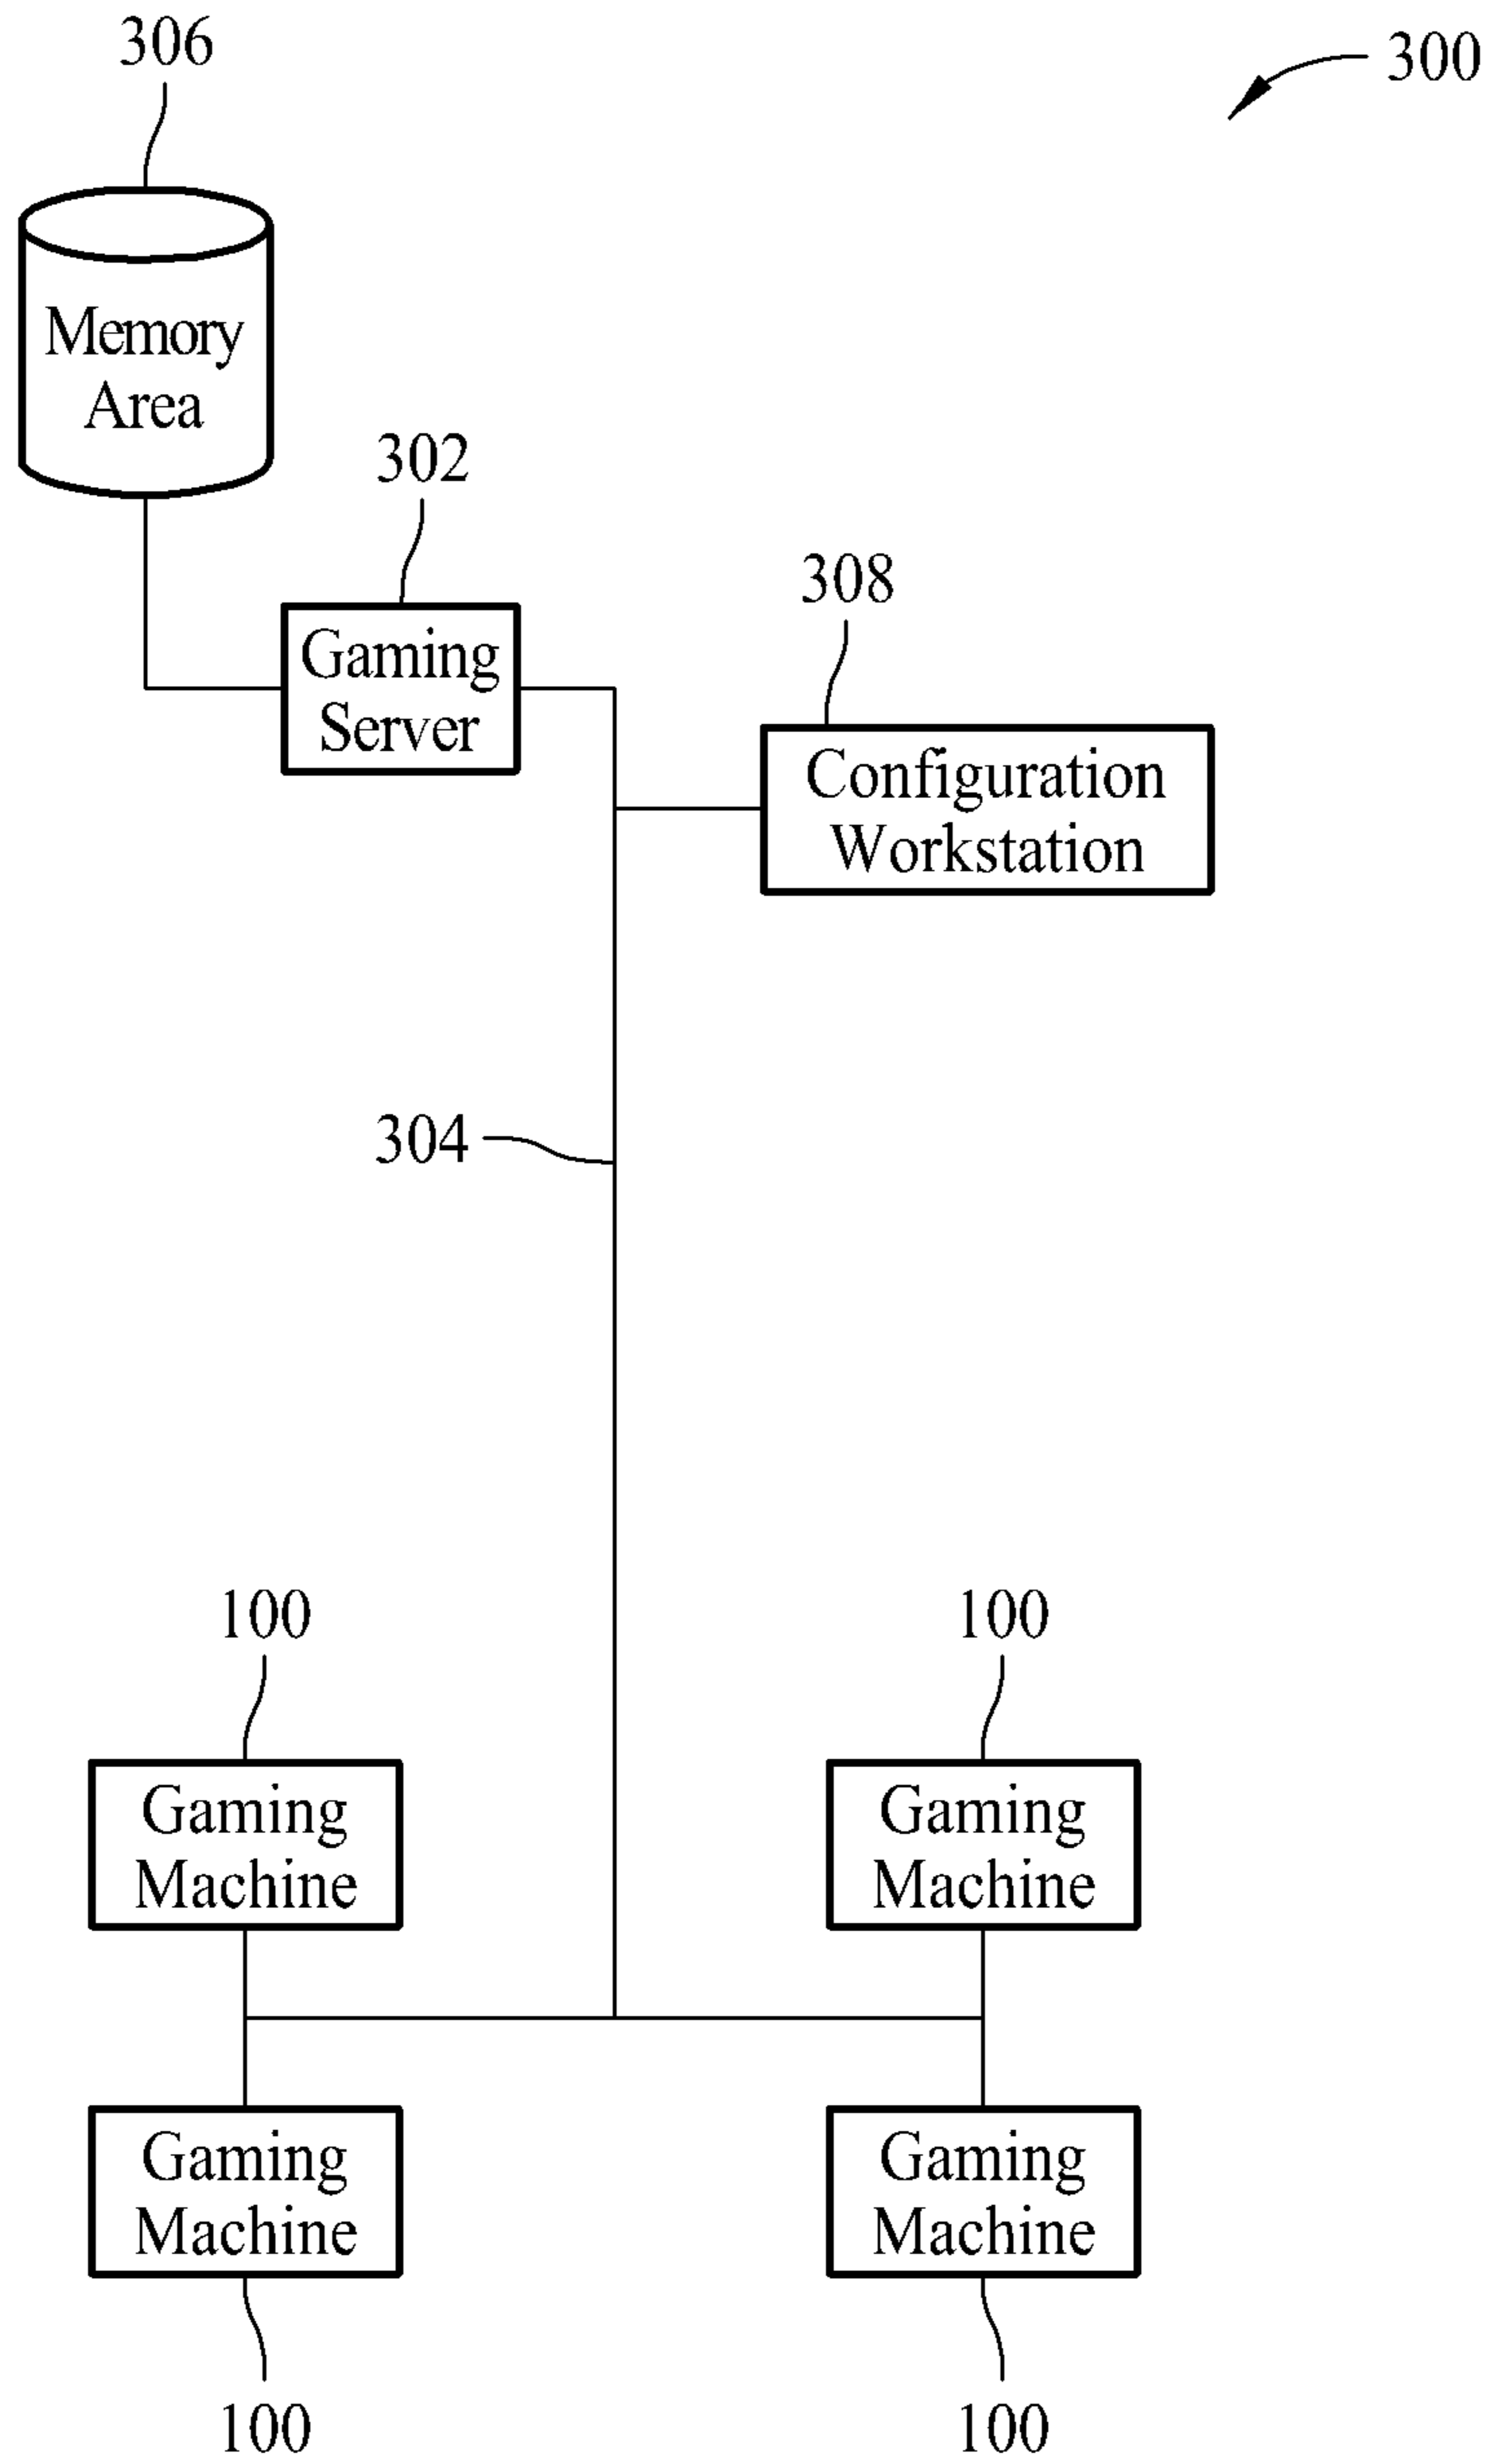 306
300
Memory
Area
302
Gaming
Server
308
Configuration
Workstation
304
100
100
Gaming
Machine
Gaming
Machine
Gaming
Machine
Gaming
Machine
100
100